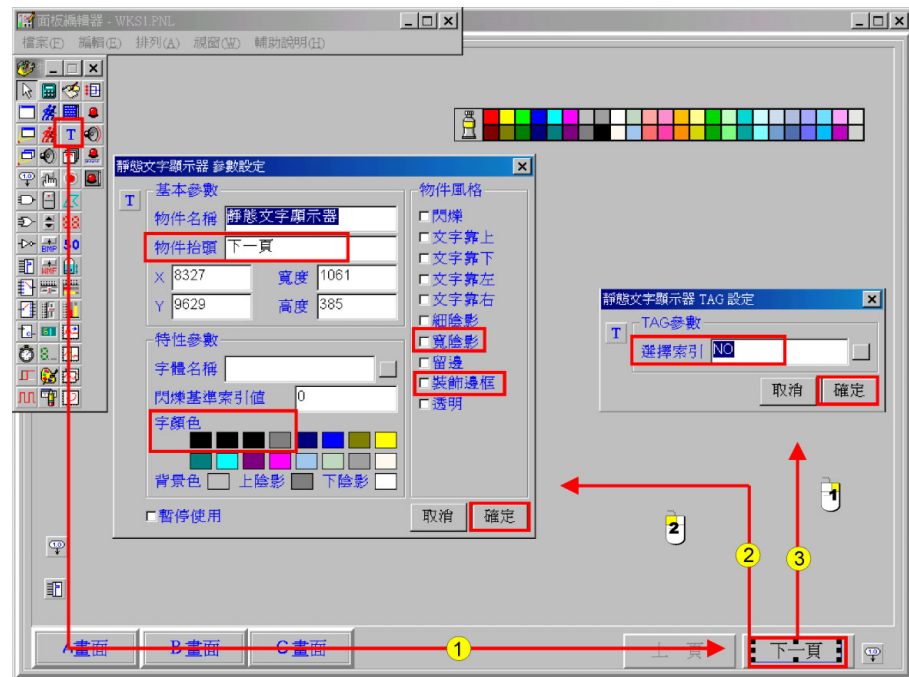 面板編輯器 - WKS1.PNL
檔案(F) 編輯(E) 排列(A) 視窗(W) 輔助說明(H)
靜態文字顯示器 參數設定
T
基本參數
物件名稱 靜態文字顯示器
物件抬頭 下一頁
X 8327 寬度 1061
Y 9629 高度 385
特性參數
字體名稱
閃爍基準索引值 0
字顏色
背景色 上陰影 下陰影
暫停使用
物件風格
閃爍
文字靠上
文字靠下
文字靠左
文字靠右
細陰影
寬陰影
留邊
裝飾邊框
透明
取消 確定
靜態文字顯示器 TAG 設定
T
TAG參數
選擇索引 NO
取消 確定
1
2
2
3
A畫面 B畫面 C畫面
1
上一頁
下一頁